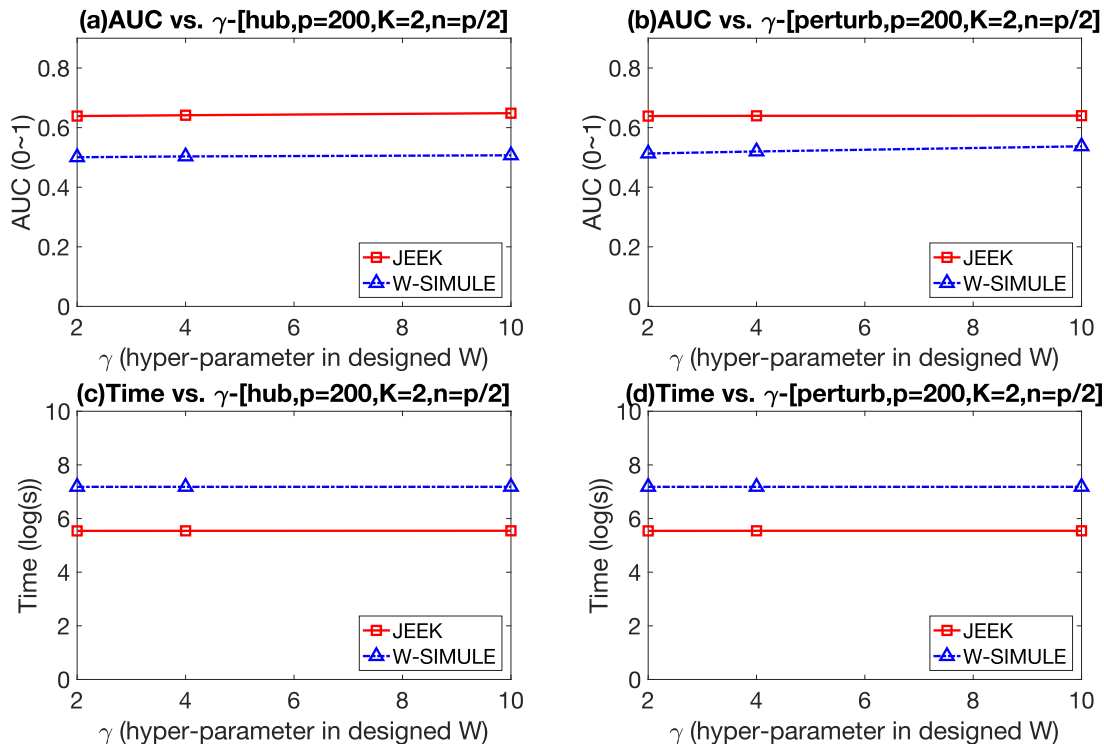 (a)AUC vs. γ-[hub,p=200,K=2,n=p/2]
AUC (0~1)
0.8
0.6
0.4
0.2
0
2 4 6 8 10
γ (hyper-parameter in designed W)
JEEK
W-SIMULE
(b)AUC vs. γ-[perturb,p=200,K=2,n=p/2]
AUC (0~1)
0.8
0.6
0.4
0.2
0
2 4 6 8 10
γ (hyper-parameter in designed W)
JEEK
W-SIMULE
(c)Time vs. γ-[hub,p=200,K=2,n=p/2]
Time (log(s))
10
8
6
4
2
0
2 4 6 8 10
γ (hyper-parameter in designed W)
JEEK
W-SIMULE
(d)Time vs. γ-[perturb,p=200,K=2,n=p/2]
Time (log(s))
10
8
6
4
2
0
2 4 6 8 10
γ (hyper-parameter in designed W)
JEEK
W-SIMULE